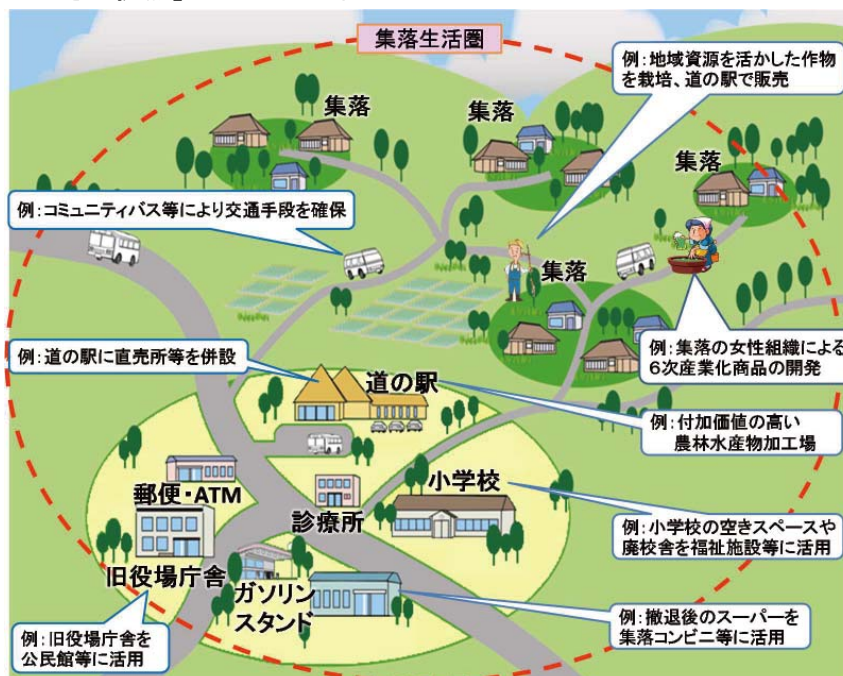 集落生活圏
例：地域資源を活かした作物
を栽培、道の駅で販売
集落
集落
集落
例：コミュニティバス等により交通手段を確保
集落
例：集落の女性組織による
６次産業化商品の開発
例：道の駅に直売所等を併設
道の駅
例：付加価値の高い
農林水産物加工場
郵便・ATM
診療所
小学校
例：小学校の空きスペースや
廃校舎を福祉施設等に活用
旧役場庁舎
ガソリン
スタンド
例：旧役場庁舎を
公民館等に活用
例：撤退後のスーパーを
集落コンビニ等に活用